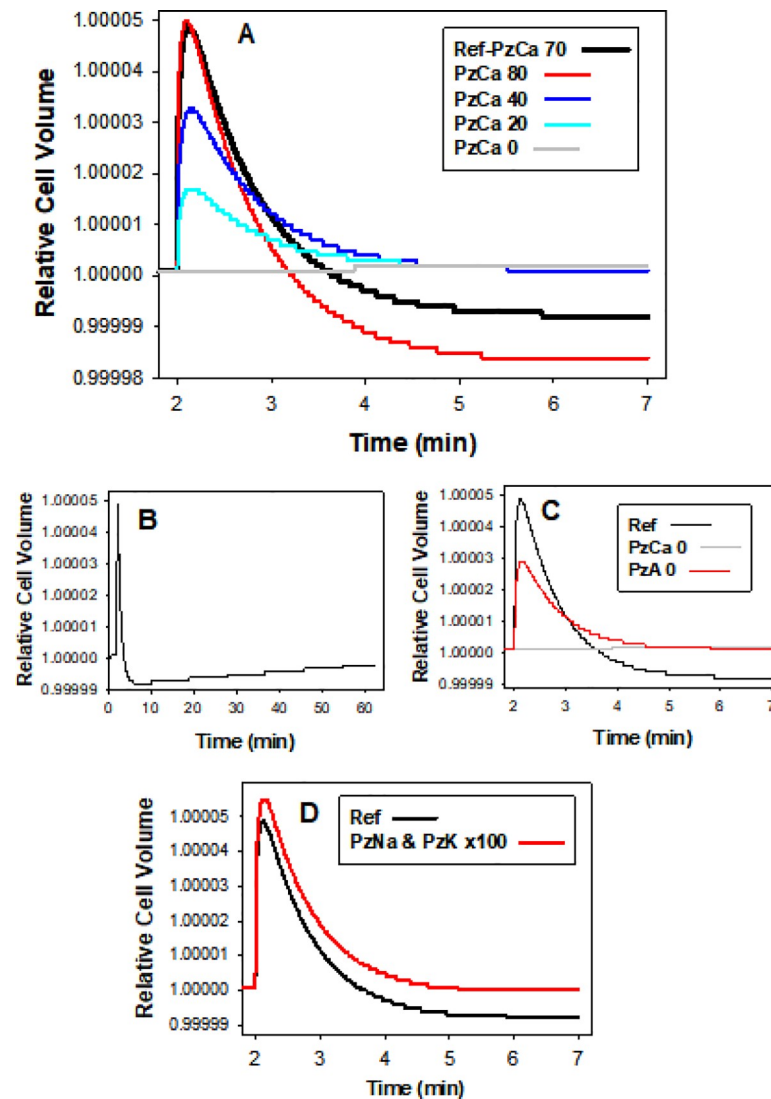 A
Ref-PzCa 70
PzCa 80
PzCa 40
PzCa 20
PzCa 0
Relative Cell Volume
1.00005
1.00004
1.00003
1.00002
1.00001
1.00000
0.99999
0.99998
2 3 4 5 6 7
Time (min)
B
Relative Cell Volume
1.00005
1.00004
1.00003
1.00002
1.00001
1.00000
0.99999
0 10 20 30 40 50 60
Time (min)
C
Ref
PzCa 0
PzA 0
Relative Cell Volume
1.00005
1.00004
1.00003
1.00002
1.00001
1.00000
0.99999
2 3 4 5 6 7
Time (min)
D
Ref
PzNa & PzK x100
Relative Cell Volume
1.00005
1.00004
1.00003
1.00002
1.00001
1.00000
0.99999
2 3 4 5 6 7
Time (min)